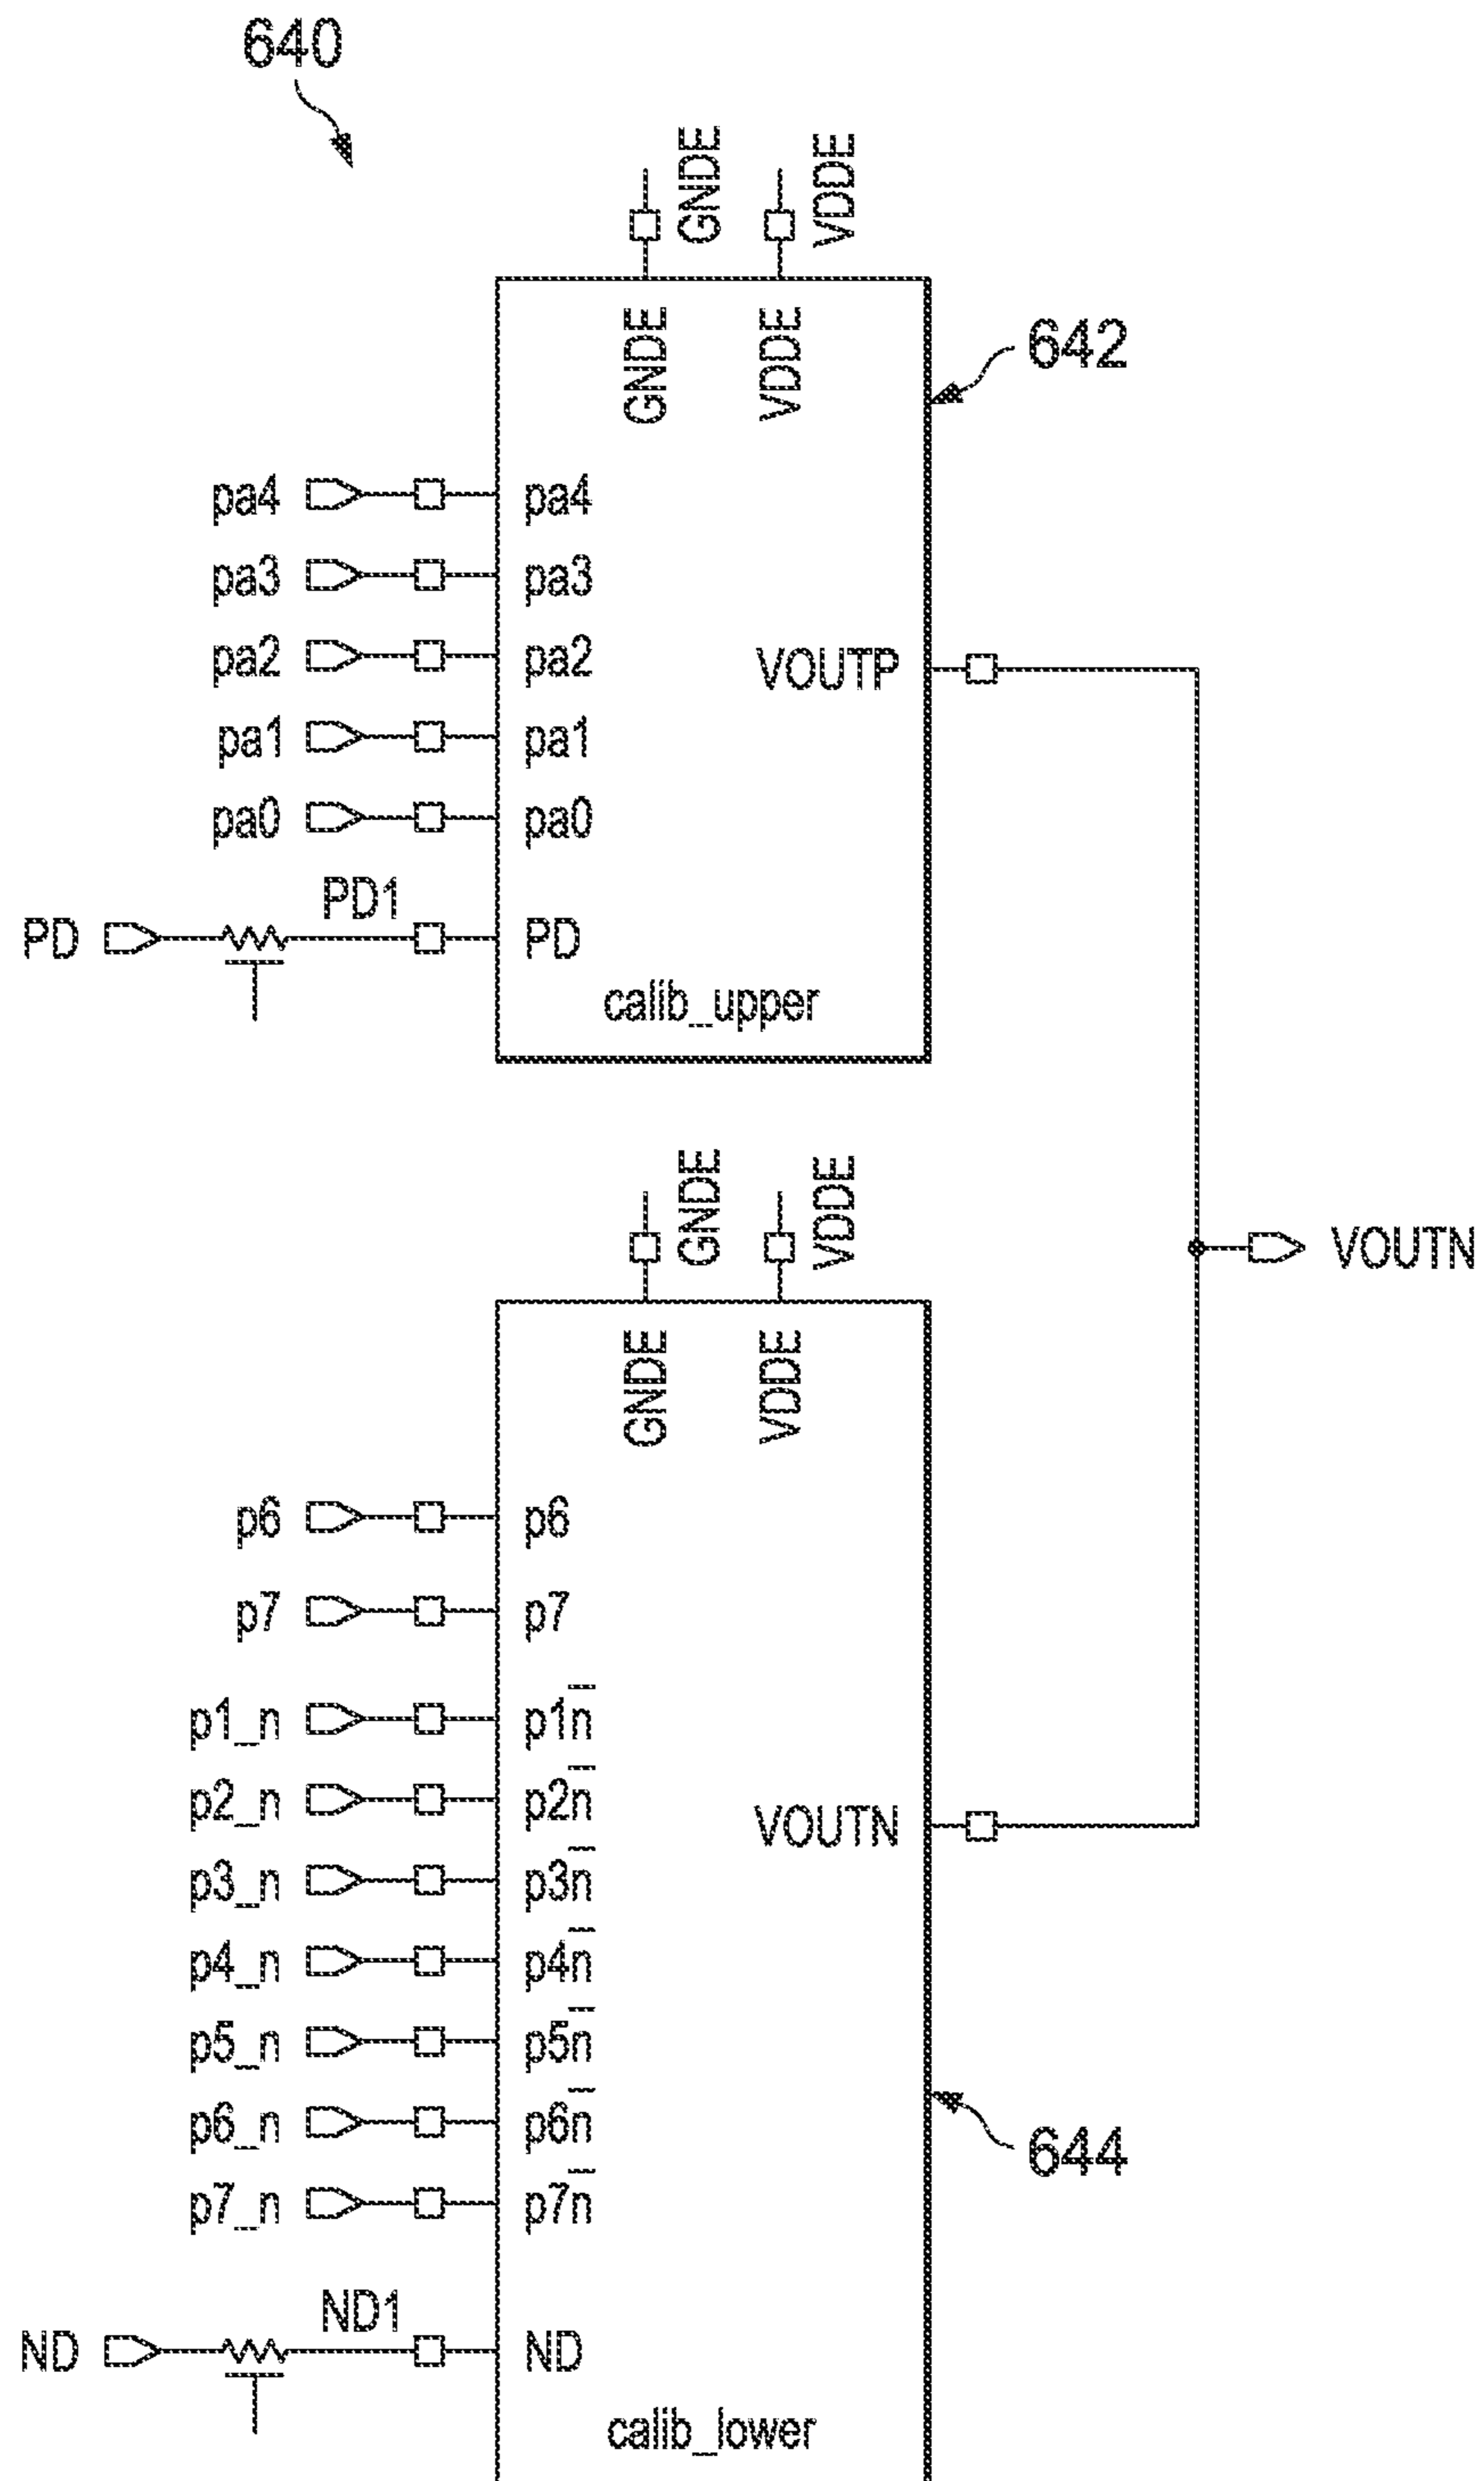 640
GNDE VDDE
GNDE VDDE
642
pa4 pa4
pa3 pa3
pa2 pa2
VOUTP
pa1 pa1
pa0 pa0
PD1
PD PD
calib_upper
GNDE VDDE
VOUTN
GNDE VDDE
p6 p6
p7 p7
p1_n p1n̅
p2_n p2n̅
VOUTN
p3_n p3n̅
p4_n p4n̅
p5_n p5n̅
p6_n p6n̅
644
p7_n p7n̅
ND1
ND ND
calib_lower